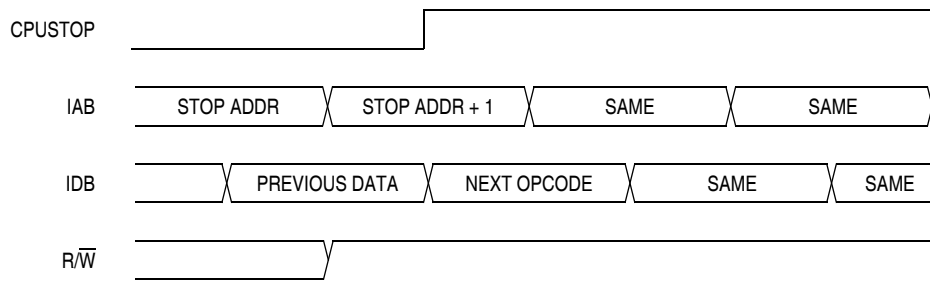 CPUSTOP
IAB STOP ADDR STOP ADDR + 1 SAME SAME
IDB PREVIOUS DATA NEXT OPCODE SAME SAME
R/W̅